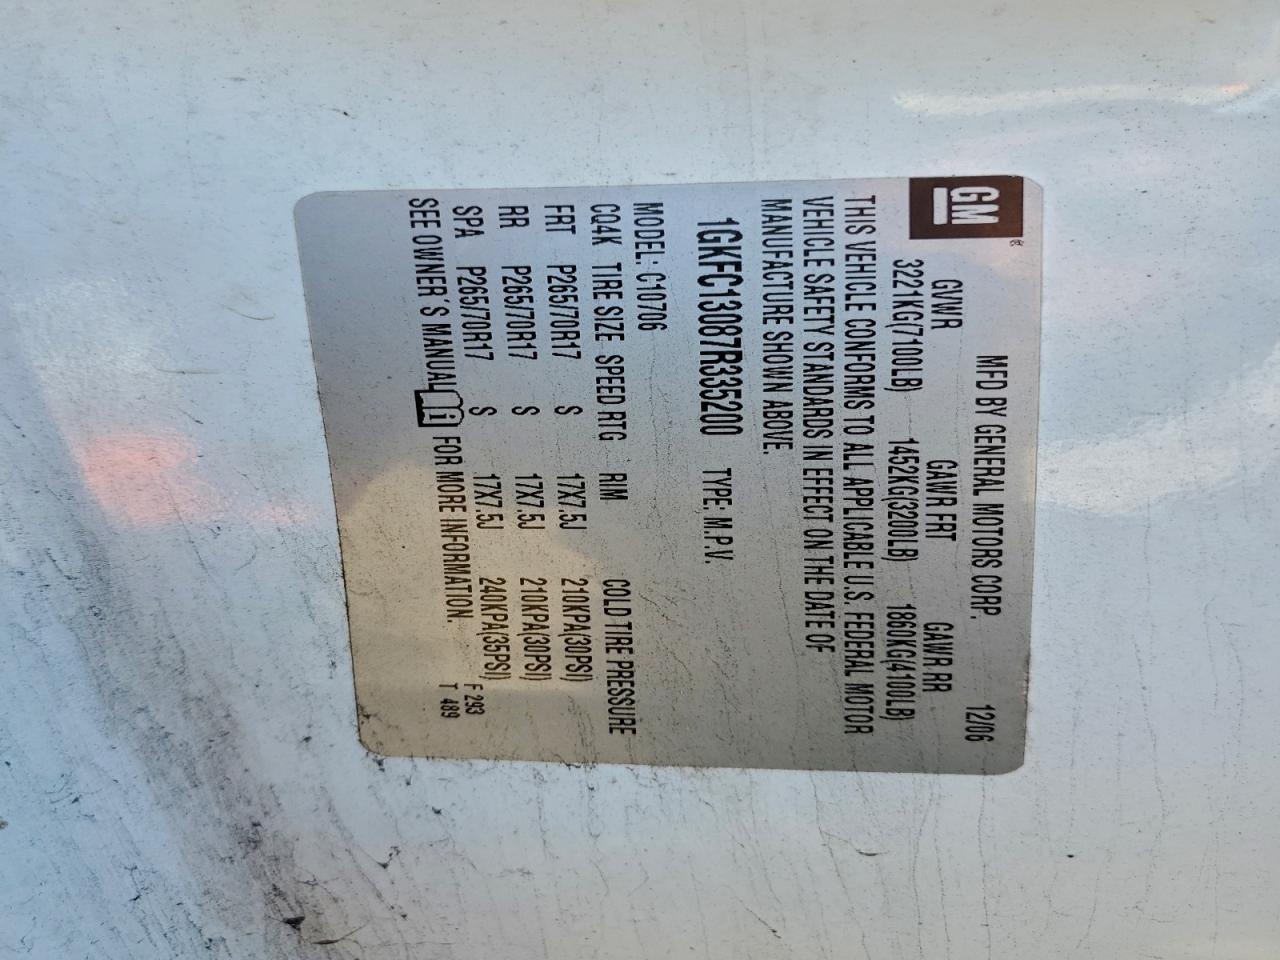 GM ®
MFD BY GENERAL MOTORS CORP. 12/06
GVWR GAWR FRT GAWR RR
3221KG(7100LB) 1452KG(3200LB) 1860KG(4100LB)
THIS VEHICLE CONFORMS TO ALL APPLICABLE U.S. FEDERAL MOTOR
VEHICLE SAFETY STANDARDS IN EFFECT ON THE DATE OF
MANUFACTURE SHOWN ABOVE.
1GKFC13087R335200 TYPE: M.P.V.
MODEL: C10706
CQ4K TIRE SIZE SPEED RTG RIM COLD TIRE PRESSURE
FRT P265/70R17 S 17X7.5J 210KPA(30PSI)
RR P265/70R17 S 17X7.5J 210KPA(30PSI)
SPA P265/70R17 S 17X7.5J 240KPA(35PSI)
SEE OWNER'S MANUAL FOR MORE INFORMATION.
F 293
T 489